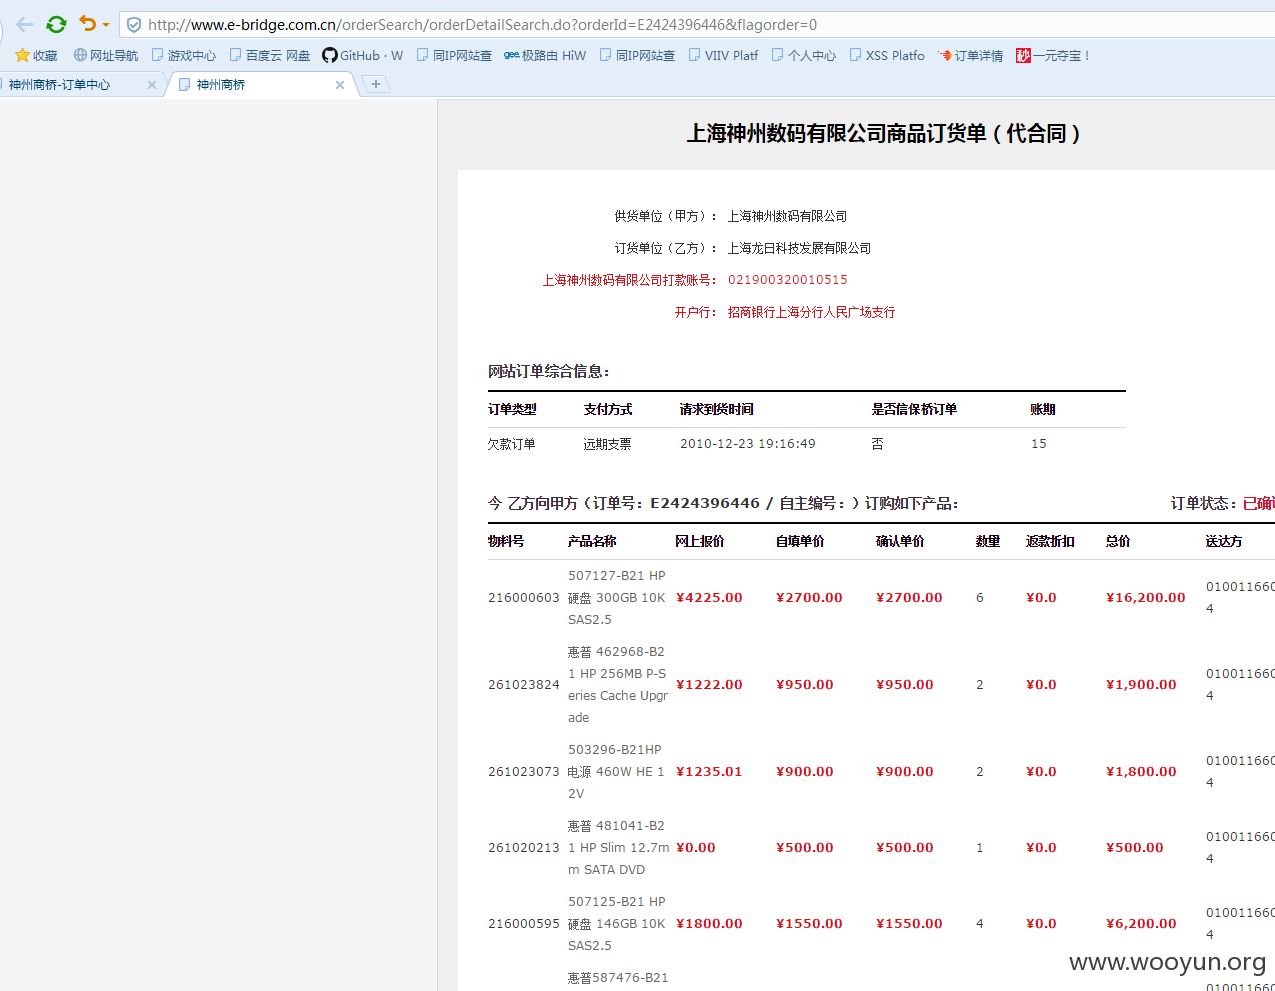 http://www.e-bridge.com.cn/orderSearch/orderDetailSearch.do?orderId=E2424396446&flagorder=0
收藏 网址导航 游戏中心 百度云 网盘 GitHub · W 同IP网站查 极路由 HiW 同IP网站查 VIIV Platf 个人中心 XSS Platfo 订单详情 一元夺宝！
神州商桥-订单中心 神州商桥
上海神州数码有限公司商品订货单（代合同）
供货单位（甲方）： 上海神州数码有限公司
订货单位（乙方）： 上海龙日科技发展有限公司
上海神州数码有限公司打款账号： 021900320010515
开户行： 招商银行上海分行人民广场支行
网站订单综合信息：
订单类型 支付方式 请求到货时间 是否信保桥订单 账期
欠款订单 远期支票 2010-12-23 19:16:49 否 15
今 乙方向甲方（订单号：E2424396446 / 自主编号：）订购如下产品： 订单状态：已确
物料号 产品名称 网上报价 自填单价 确认单价 数量 返款折扣 总价 送达方
507127-B21 HP
216000603 硬盘 300GB 10K ¥4225.00 ¥2700.00 ¥2700.00 6 ¥0.0 ¥16,200.00 010011660
SAS2.5 4
惠普 462968-B2
1 HP 256MB P-S
261023824 ¥1222.00 ¥950.00 ¥950.00 2 ¥0.0 ¥1,900.00 010011660
eries Cache Upgr 4
ade
503296-B21HP
261023073 电源 460W HE 1 ¥1235.01 ¥900.00 ¥900.00 2 ¥0.0 ¥1,800.00 010011660
2V 4
惠普 481041-B2
261020213 1 HP Slim 12.7m ¥0.00 ¥500.00 ¥500.00 1 ¥0.0 ¥500.00 010011660
m SATA DVD 4
507125-B21 HP
216000595 硬盘 146GB 10K ¥1800.00 ¥1550.00 ¥1550.00 4 ¥0.0 ¥6,200.00 010011660
SAS2.5 4
惠普587476-B21
010011660
www.wooyun.org